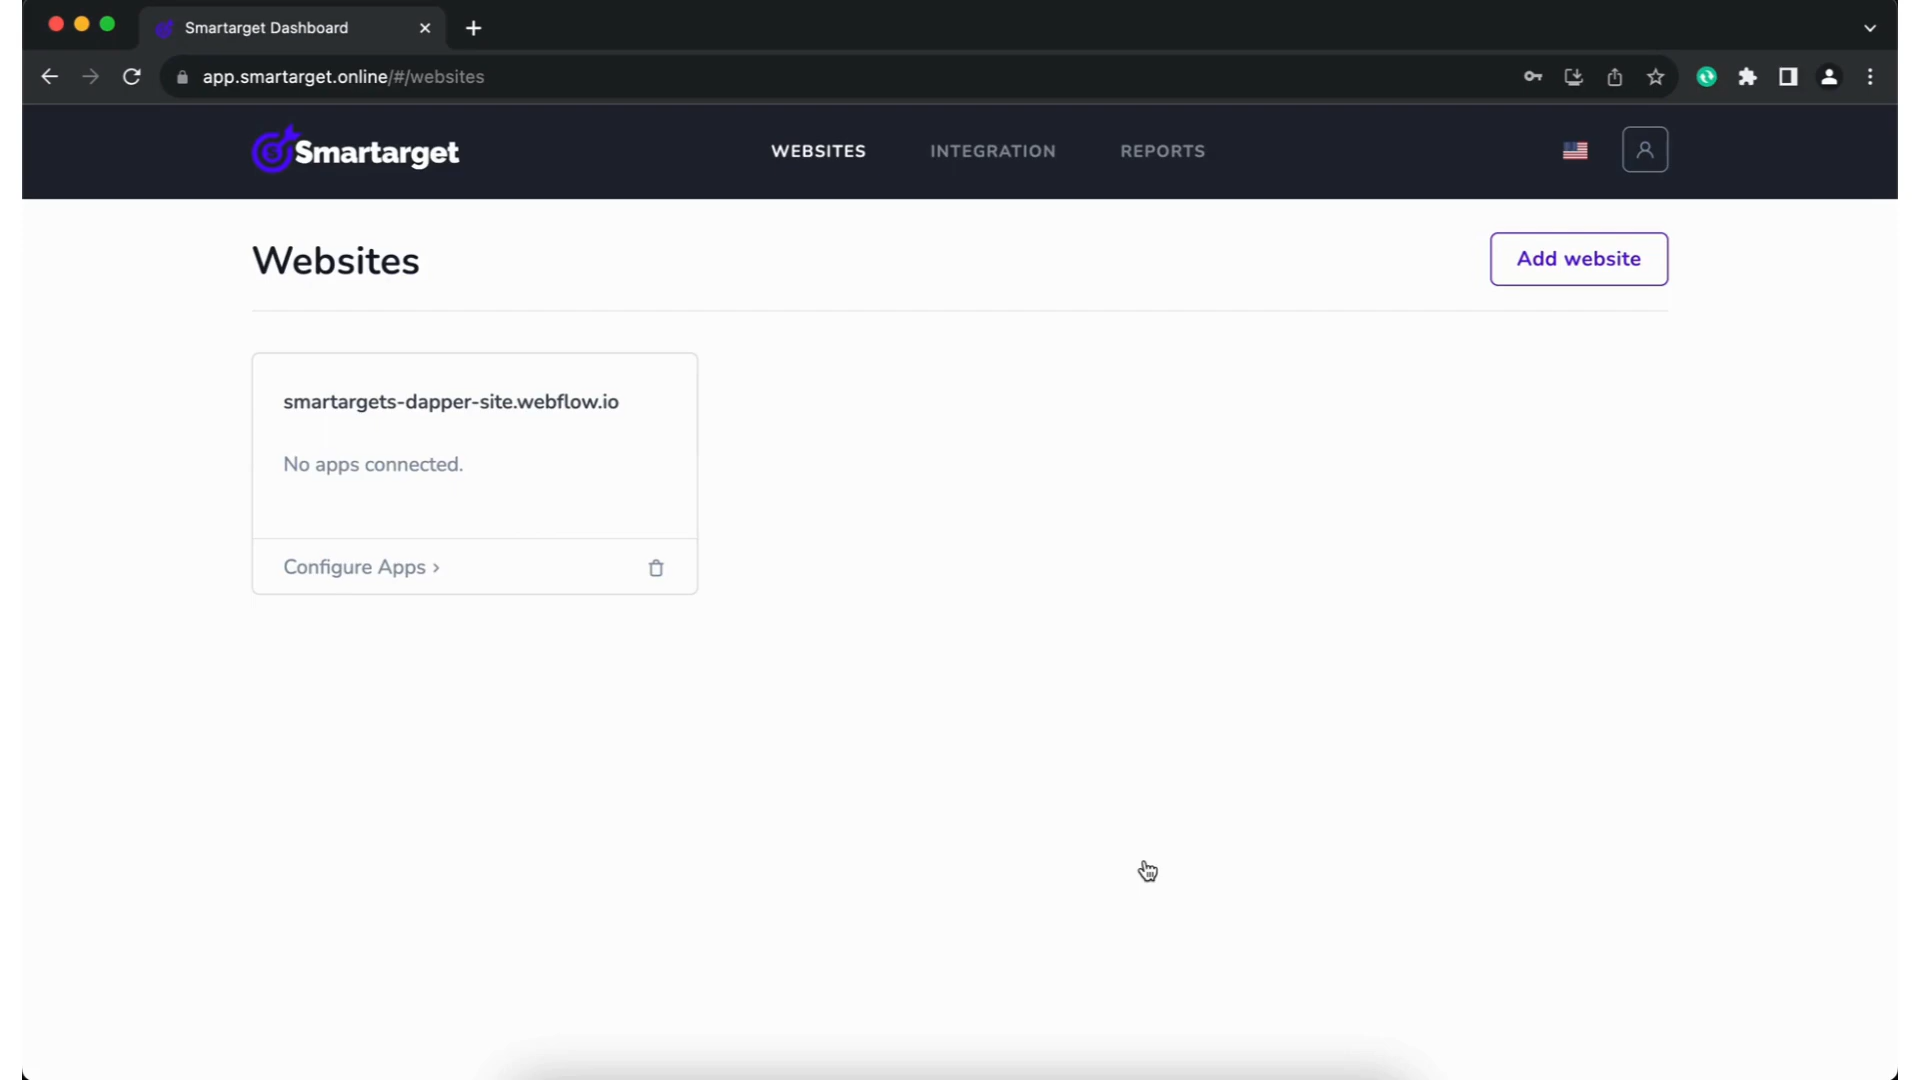 Smartarget Dashboard
app.smartarget.online/#/websites
Smartarget
WEBSITES
INTEGRATION
REPORTS
Websites
Add website
smartargets-dapper-site.webflow.io
No apps connected.
Configure Apps ›